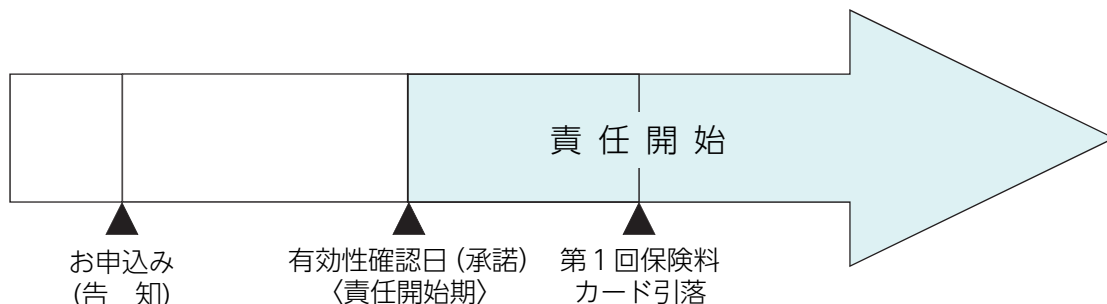 責任開始
お申込み
(告 知)
有効性確認日(承諾)
〈責任開始期〉
第1回保険料
カード引落